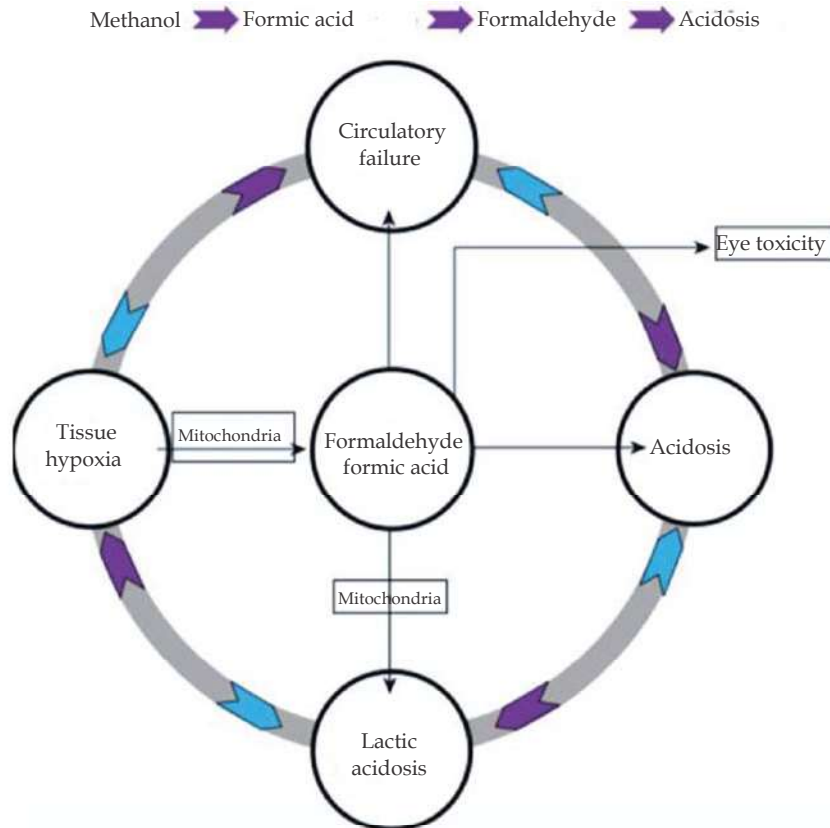 Methanol Formic acid Formaldehyde Acidosis
Circulatory
failure
Eye toxicity
Tissue
hypoxia
Mitochondria
Formaldehyde
formic acid
Acidosis
Mitochondria
Lactic
acidosis